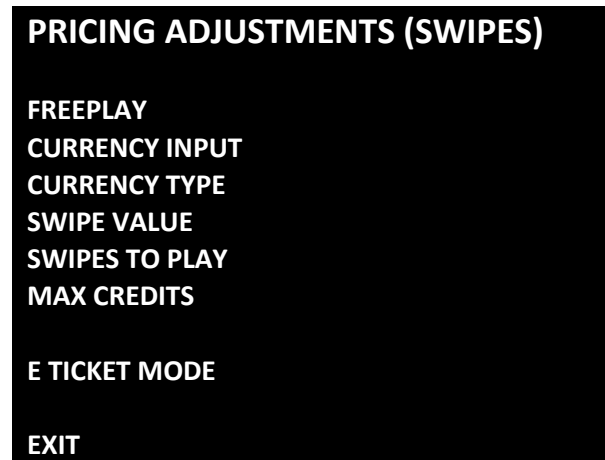 PRICING ADJUSTMENTS (SWIPES)
FREEPLAY
CURRENCY INPUT
CURRENCY TYPE
SWIPE VALUE
SWIPES TO PLAY
MAX CREDITS
E TICKET MODE
EXIT